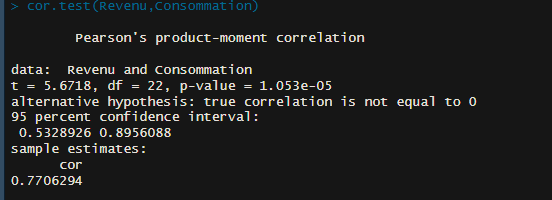 > cor.test(Revenu,Consommation)
Pearson's product-moment correlation
data:  Revenu and Consommation
t = 5.6718, df = 22, p-value = 1.053e-05
alternative hypothesis: true correlation is not equal to 0
95 percent confidence interval:
0.5328926 0.8956088
sample estimates:
cor
0.7706294